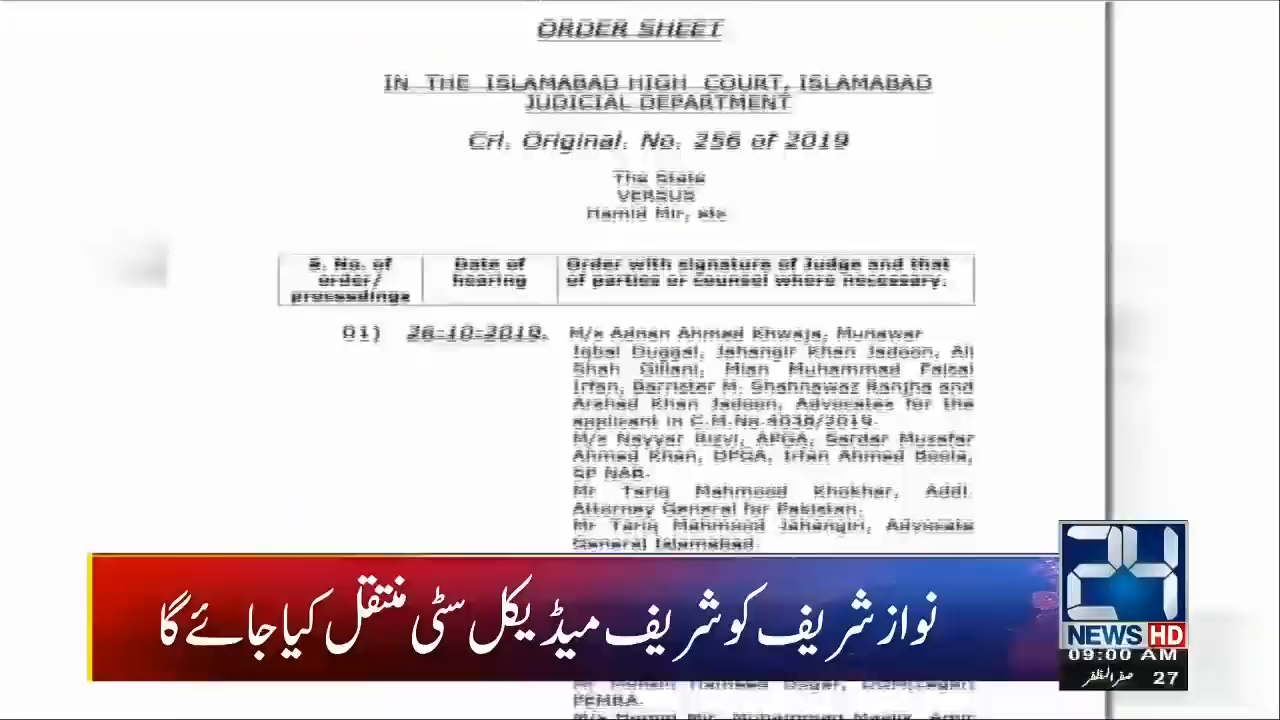 ORDER SHEET
IN THE ISLAMABAD HIGH COURT, ISLAMABAD
JUDICIAL DEPARTMENT
Crl. Original. No. 256 of 2019
The State
VERSUS
Hamid Mir, etc
S. No. of order/ proceedings
Date of hearing
Order with signature of Judge and that of parties or counsel where necessary.
01) 26-10-2019.
M/s Adnan Ahmad Khwaja, Munawar
Iqbal Duggal, Jahangir Khan Jadoon, Ali
Shah Gillani, Mian Muhammad Faisal
Irfan, Barrister M. Shahnawaz Ranjha and
Arshad Khan Jadoon, Advocates for the
applicant in C.M.No.4038/2019.
M/s Nayyar Rizvi, APGA, Sardar Muzafar
Ahmed Khan, DPGA, Irfan Ahmed
NAB.
Mr Tariq Mahmood Khokhar, Addl.
Attorney General for Pakistan.
Mr Tariq Mahmood Jahangiri, Advocate
General Islamabad.
نواز شریف کو شریف میڈیکل سٹی منتقل کیا جائے گا
24
NEWS HD
09:00 AM
27 صفر المظفر
PEMRA.
M/s Hamid Mir, Muhammad Amir